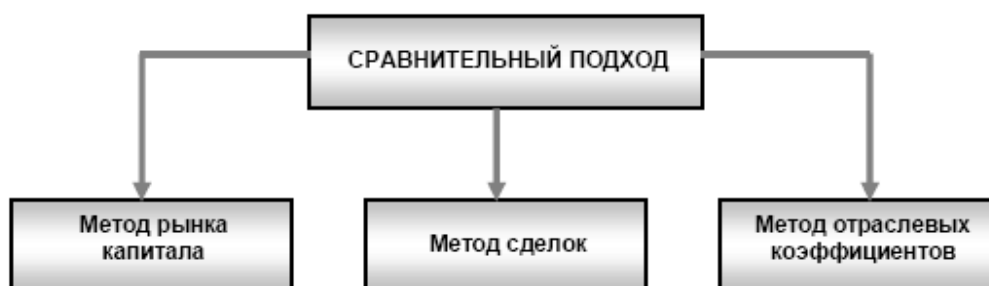 СРАВНИТЕЛЬНЫЙ ПОДХОД
Метод рынка
капитала
Метод сделок
Метод отраслевых
коэффициентов